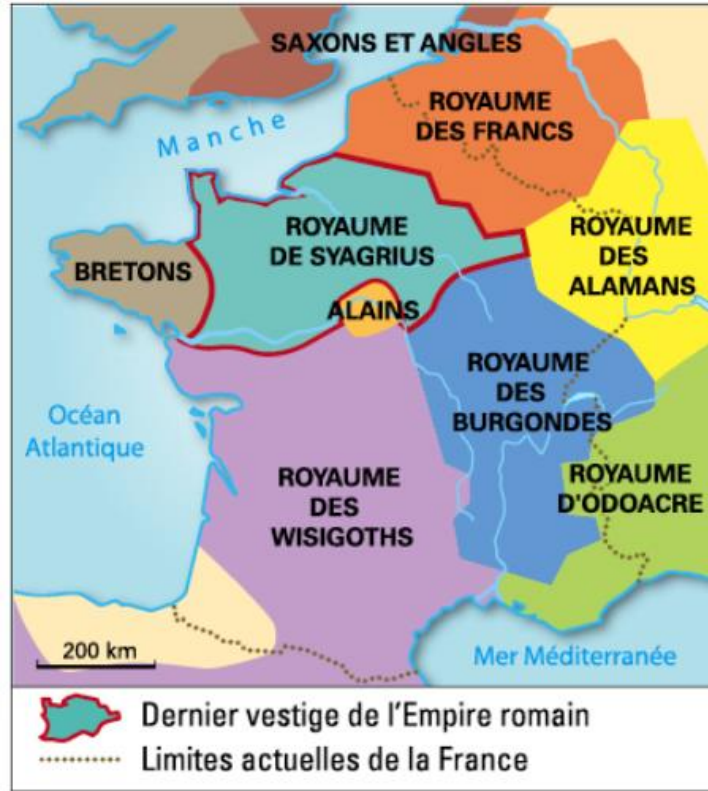 SAXONS ET ANGLES
ROYAUME
DES FRANCS
Manche
ROYAUME
DE SYAGRIUS
ROYAUME
DES
ALAMANS
BRETONS
ALAINS
ROYAUME
DES
BURGONDES
Océan
Atlantique
ROYAUME
DES
WISIGOTHS
ROYAUME
D'ODOACRE
200 km
Mer Méditerranée
Dernier vestige de l'Empire romain
Limites actuelles de la France